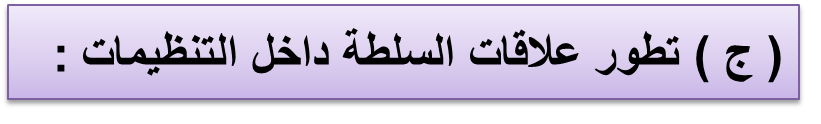 ( ج ) تطور علاقات السلطة داخل التنظيمات :